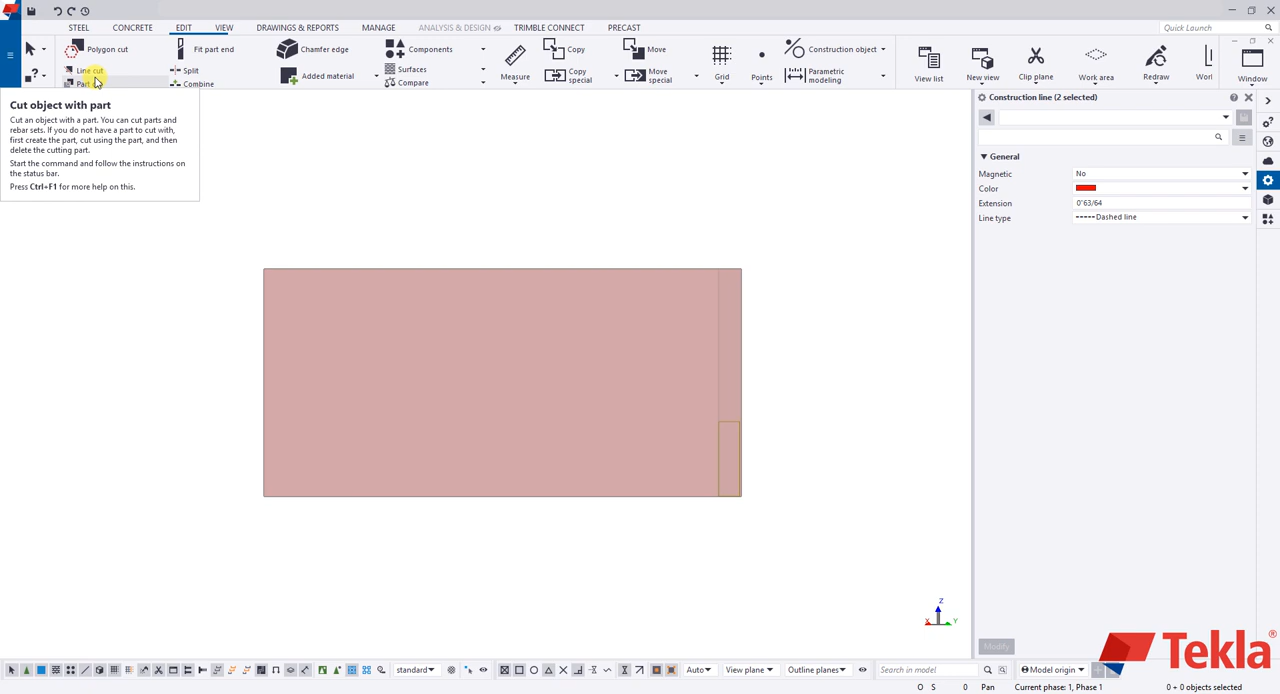 STEEL CONCRETE EDIT VIEW DRAWINGS & REPORTS MANAGE ANALYSIS & DESIGN TRIMBLE CONNECT PRECAST Quick Launch
Polygon cut Fit part end Chamfer edge Components Copy Move Construction object
Line cut Split Surfaces
Part Combine Added material Compare Measure Copy special Move special Grid Points Parametric modeling View list New view Clip plane Work area Redraw Worl Window
Cut object with part
Cut an object with a part. You can cut parts and
rebar sets. If you do not have a part to cut with,
first create the part, cut using the part, and then
delete the cutting part.
Start the command and follow the instructions on
the status bar.
Press Ctrl+F1 for more help on this.
Construction line (2 selected)
General
Magnetic No
Color
Extension 0"63/64
Line type Dashed line
Z
X Y
Modify
Tekla®
standard Auto View plane Outline planes Search in model Model origin
O S 0 Pan Current phase: 1, Phase 1 0 + 0 objects selected